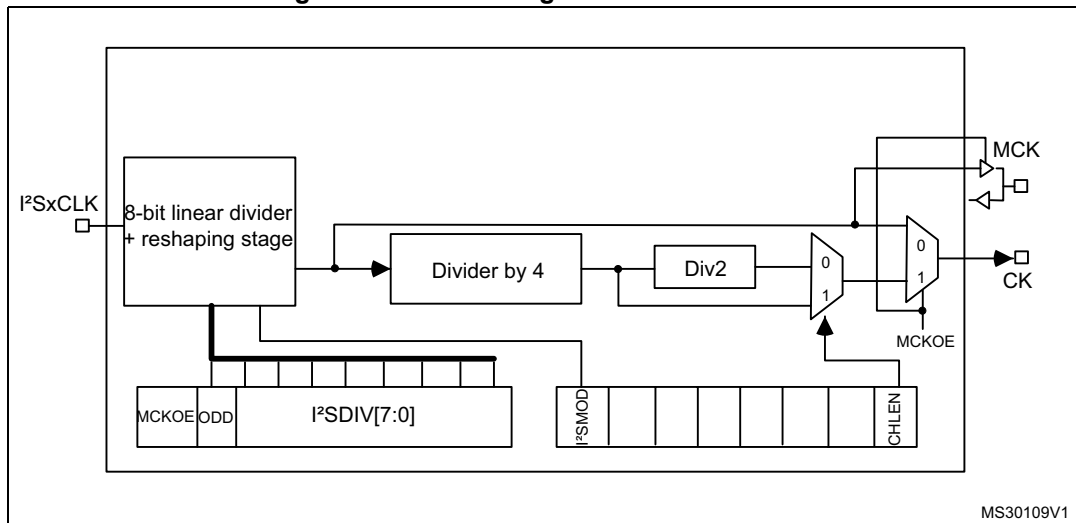 MCK
I²SxCLK
8-bit linear divider
+ reshaping stage
0
Divider by 4
Div2
0
1
1
CK
MCKOE
MCKOE
ODD
I²SDIV[7:0]
I²SMOD
CHLEN
MS30109V1